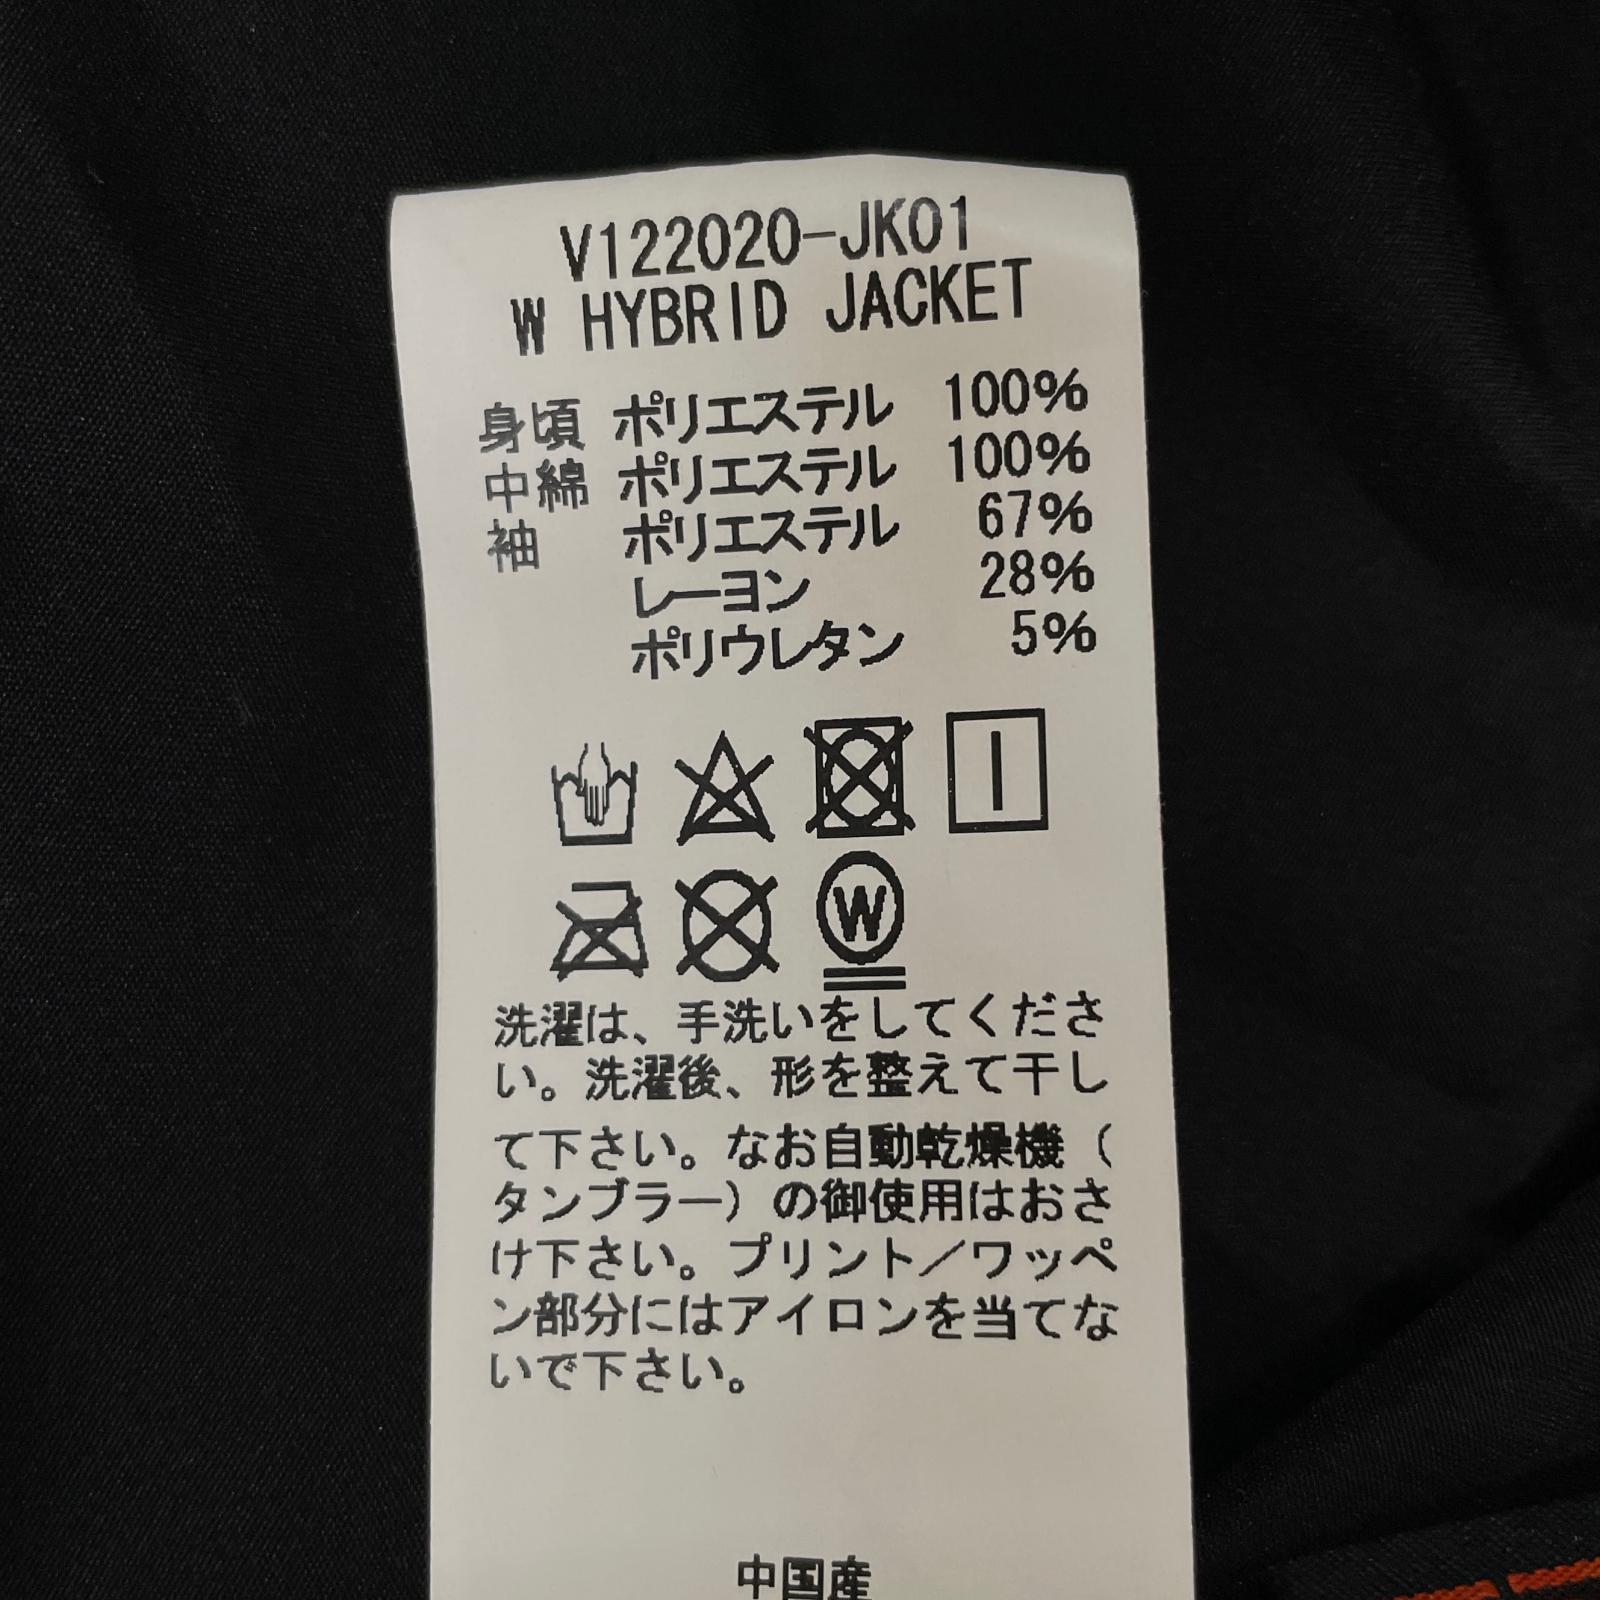 V122020-JK01
W HYBRID JACKET
身頃 ポリエステル 100%
中綿 ポリエステル 100%
袖 ポリエステル 67%
レーヨン 28%
ポリウレタン 5%
W
洗濯は、手洗いをしてくださ
い。洗濯後、形を整えて干し
て下さい。なお自動乾燥機（
タンブラー）の御使用はおさ
け下さい。プリント／ワッペ
ン部分にはアイロンを当てな
いで下さい。
中国産